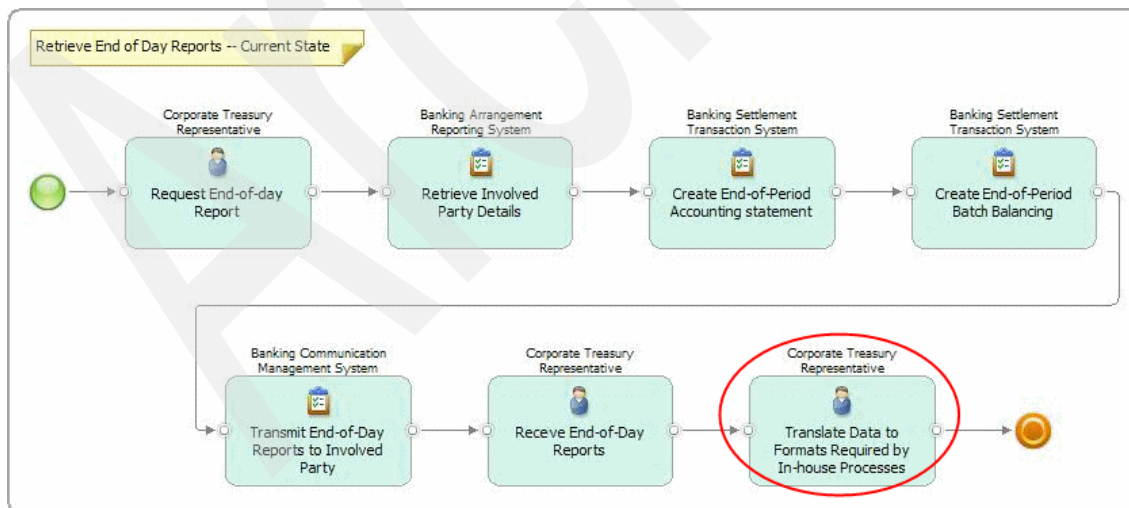 Retrieve End of Day Reports -- Current State
Corporate Treasury
Representative
Request End-of-day
Report
Banking Arrangement
Reporting System
Retrieve Involved
Party Details
Banking Settlement
Transaction System
Create End-of-Period
Accounting statement
Banking Settlement
Transaction System
Create End-of-Period
Batch Balancing
Banking Communication
Management System
Transmit End-of-Day
Reports to Involved
Party
Corporate Treasury
Representative
Receve End-of-Day
Reports
Corporate Treasury
Representative
Translate Data to
Formats Required by
In-house Processes